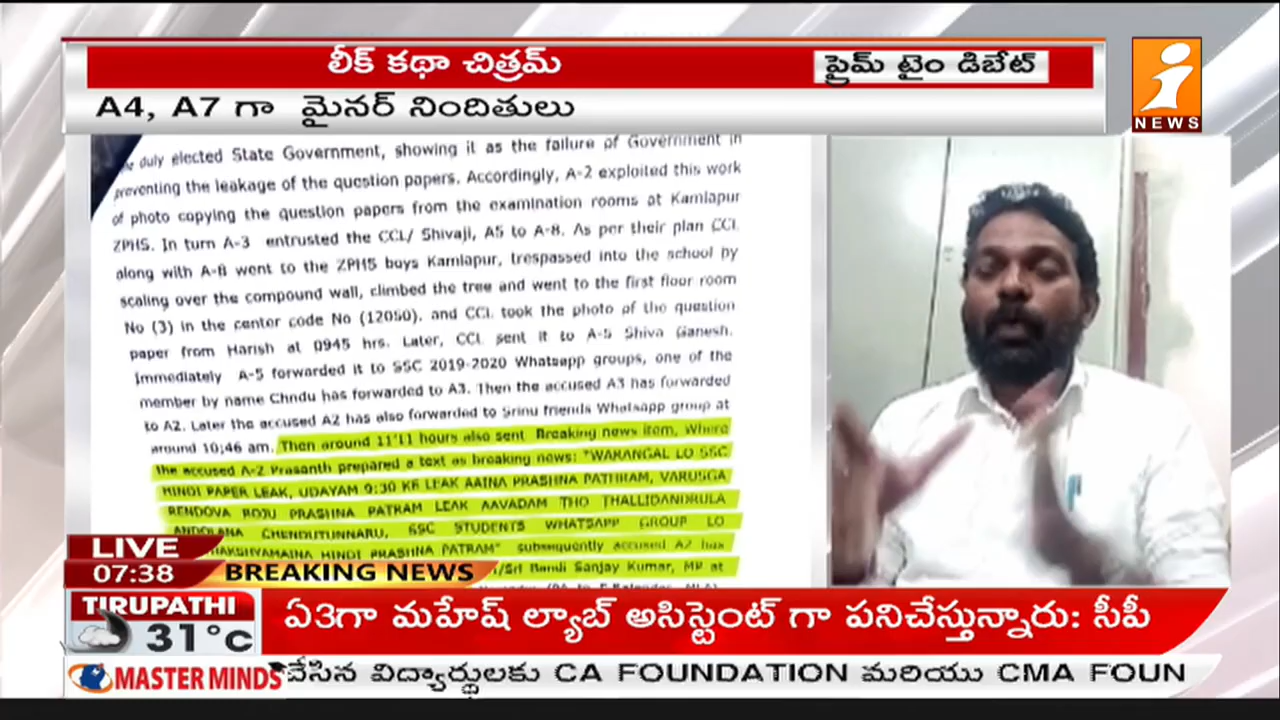 లీక్ కథా చిత్రమ్
ప్రైమ్ టైం డిబేట్
A4, A7 గా మైనర్ నిందితులు
i
NEWS
duly elected State Government, showing it as the failure of Government in
preventing the leakage of the question papers. Accordingly, A-2 exploited this work
of photo copying the question papers from the examination rooms at Kamlapur
ZPHS. In turn A-3 entrusted the CCL/ Shivaji, A5 to A-8. As per their plan CCL
along with A-8 went to the ZPHS boys Kamlapur, trespassed into the school by
scaling over the compound wall, climbed the tree and went to the first floor room
No (3) in the center code No (12050), and CCL took the photo of the question
paper from Harish at 0945 hrs. Later, CCL sent it to A-5 Shiva Ganesh.
Immediately A-5 forwarded it to SSC 2019-2020 Whatsapp groups, one of the
member by name Chndu has forwarded to A3. Then the accused A3 has forwarded
to A2. Later the accused A2 has also forwarded to Srinu friends Whatsapp group at
around 10:46 am. Then around 11'11 hours also sent Breaking news item, Where
the accused A-2 Prasanth prepared a text as breaking news: "WARANGAL LO SSC
HINDI PAPER LEAK, UDAYAM 9:30 KE LEAK AAINA PRASHNA PATHRAM, VARUSGA
RENDOVA ROJU PRASHNA PATRAM LEAK AAVADAM THO THALLIDANDRULA
ANDOLANA CHENDUTUNNARU, SSC STUDENTS WHATSAPP GROUP LO
HAKSHYAMAINA HINDI PRASHNA PATRAM" subsequently accused A2 has
/Sri Bandi Sanjay Kumar, MP at
LIVE
07:38
BREAKING NEWS
TIRUPATHI
31°c
ఏ3గా మహేష్ ల్యాబ్ అసిస్టెంట్ గా పనిచేస్తున్నారు: సీపీ
MASTER MINDS
చేసిన విద్యార్థులకు CA FOUNDATION మరియు CMA FOUN